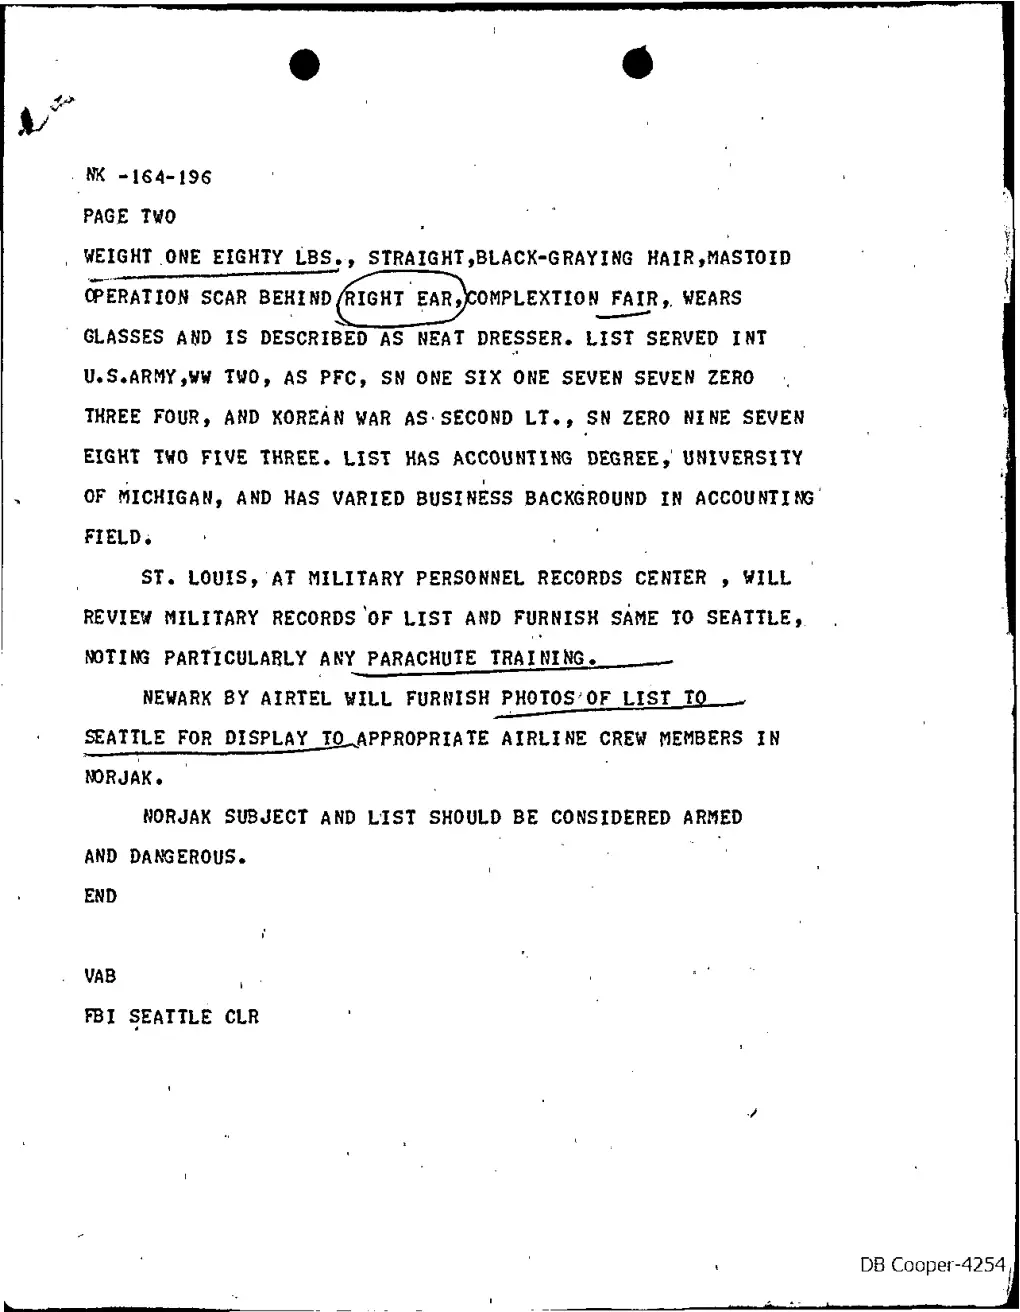 NK -164-196
PAGE TWO
WEIGHT ONE EIGHTY LBS., STRAIGHT,BLACK-GRAYING HAIR,MASTOID
OPERATION SCAR BEHIND RIGHT EAR,COMPLEXTION FAIR, WEARS
GLASSES AND IS DESCRIBED AS NEAT DRESSER. LIST SERVED INT
U.S.ARMY,WW TWO, AS PFC, SN ONE SIX ONE SEVEN SEVEN ZERO
THREE FOUR, AND KOREAN WAR AS SECOND LT., SN ZERO NINE SEVEN
EIGHT TWO FIVE THREE. LIST HAS ACCOUNTING DEGREE, UNIVERSITY
OF MICHIGAN, AND HAS VARIED BUSINESS BACKGROUND IN ACCOUNTING
FIELD.
ST. LOUIS, AT MILITARY PERSONNEL RECORDS CENTER , WILL
REVIEW MILITARY RECORDS OF LIST AND FURNISH SAME TO SEATTLE,
NOTING PARTICULARLY ANY PARACHUTE TRAINING.
NEWARK BY AIRTEL WILL FURNISH PHOTOS OF LIST TO
SEATTLE FOR DISPLAY TO APPROPRIATE AIRLINE CREW MEMBERS IN
NORJAK.
NORJAK SUBJECT AND LIST SHOULD BE CONSIDERED ARMED
AND DANGEROUS.
END
VAB
FBI SEATTLE CLR
DB Cooper-4254